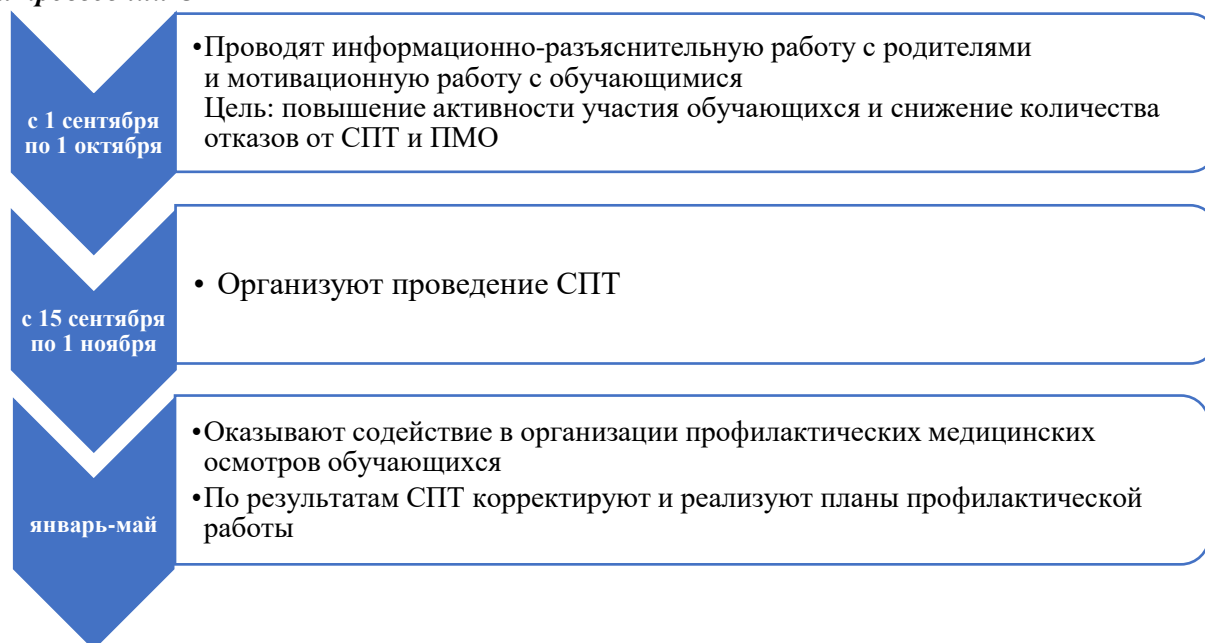 с 1 сентября
по 1 октября
•Проводят информационно-разъяснительную работу с родителями
и мотивационную работу с обучающимися
Цель: повышение активности участия обучающихся и снижение количества
отказов от СПТ и ПМО
с 15 сентября
по 1 ноября
• Организуют проведение СПТ
январь-май
•Оказывают содействие в организации профилактических медицинских
осмотров обучающихся
•По результатам СПТ корректируют и реализуют планы профилактической
работы